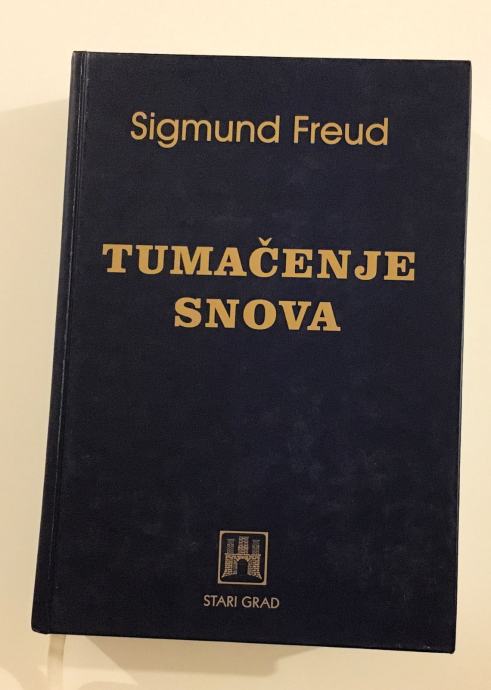 Sigmund Freud
TUMAČENJE
SNOVA
STARI GRAD